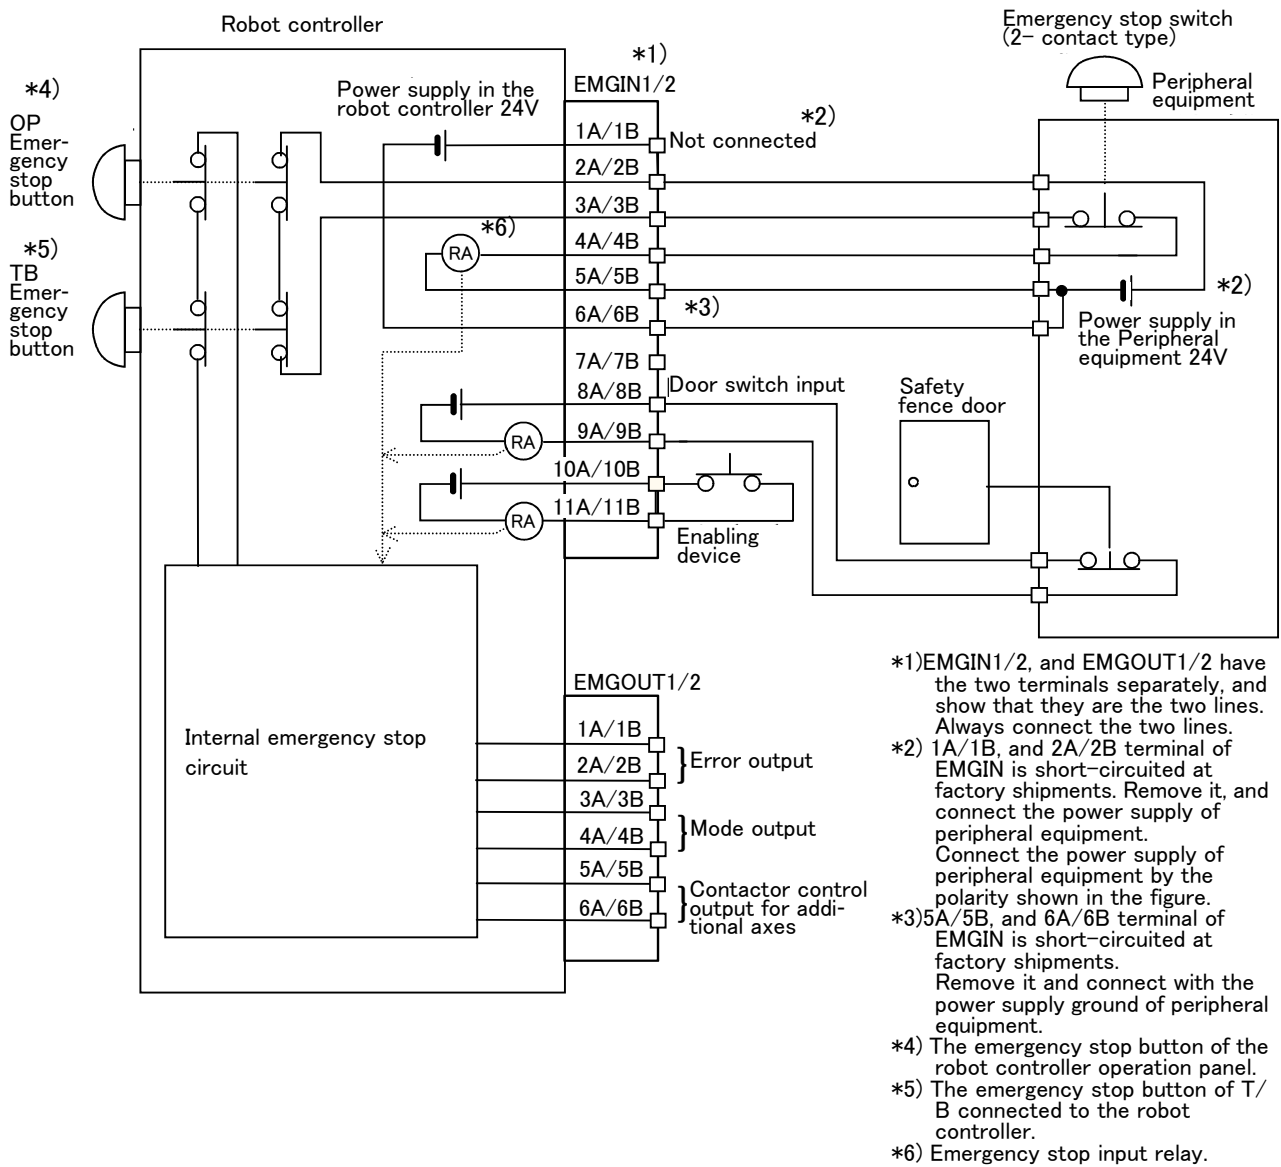 Robot controller
Emergency stop switch
(2- contact type)
*1)
EMGIN1/2
Peripheral
equipment
*4)
Power supply in the
robot controller 24V
*2)
OP
Emer-
gency
stop
button
1A/1B
Not connected
2A/2B
3A/3B
*6)
4A/4B
RA
*5)
TB
Emer-
gency
stop
button
5A/5B
*2)
*3)
6A/6B
Power supply in
the Peripheral
equipment 24V
7A/7B
8A/8B
Door switch input
Safety
fence door
9A/9B
RA
10A/10B
11A/11B
RA
Enabling
device
Internal emergency stop
circuit
EMGOUT1/2
1A/1B
2A/2B
Error output
3A/3B
4A/4B
Mode output
5A/5B
6A/6B
Contactor control
output for addi-
tional axes
*1)EMGIN1/2, and EMGOUT1/2 have
the two terminals separately, and
show that they are the two lines.
Always connect the two lines.
*2) 1A/1B, and 2A/2B terminal of
EMGIN is short-circuited at
factory shipments. Remove it, and
connect the power supply of
peripheral equipment.
Connect the power supply of
peripheral equipment by the
polarity shown in the figure.
*3)5A/5B, and 6A/6B terminal of
EMGIN is short-circuited at
factory shipments.
Remove it and connect with the
power supply ground of peripheral
equipment.
*4) The emergency stop button of the
robot controller operation panel.
*5) The emergency stop button of T/
B connected to the robot
controller.
*6) Emergency stop input relay.